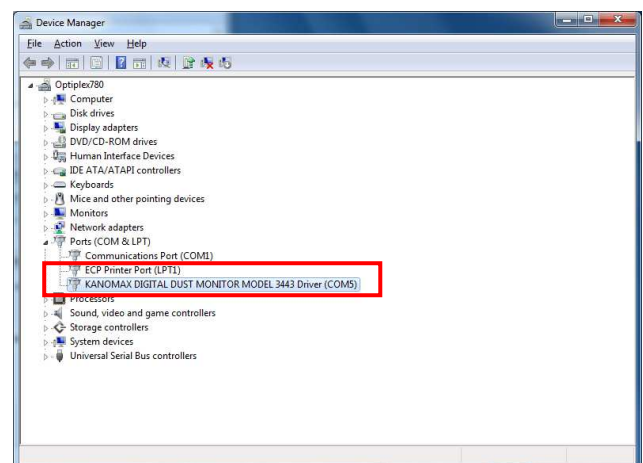 Device Manager
File Action View Help
Optiplex780
Computer
Disk drives
Display adapters
DVD/CD-ROM drives
Human Interface Devices
IDE ATA/ATAPI controllers
Keyboards
Mice and other pointing devices
Monitors
Network adapters
Ports (COM & LPT)
Communications Port (COM1)
ECP Printer Port (LPT1)
KANOMAX DIGITAL DUST MONITOR MODEL 3443 Driver (COM5)
Processors
Sound, video and game controllers
Storage controllers
System devices
Universal Serial Bus controllers